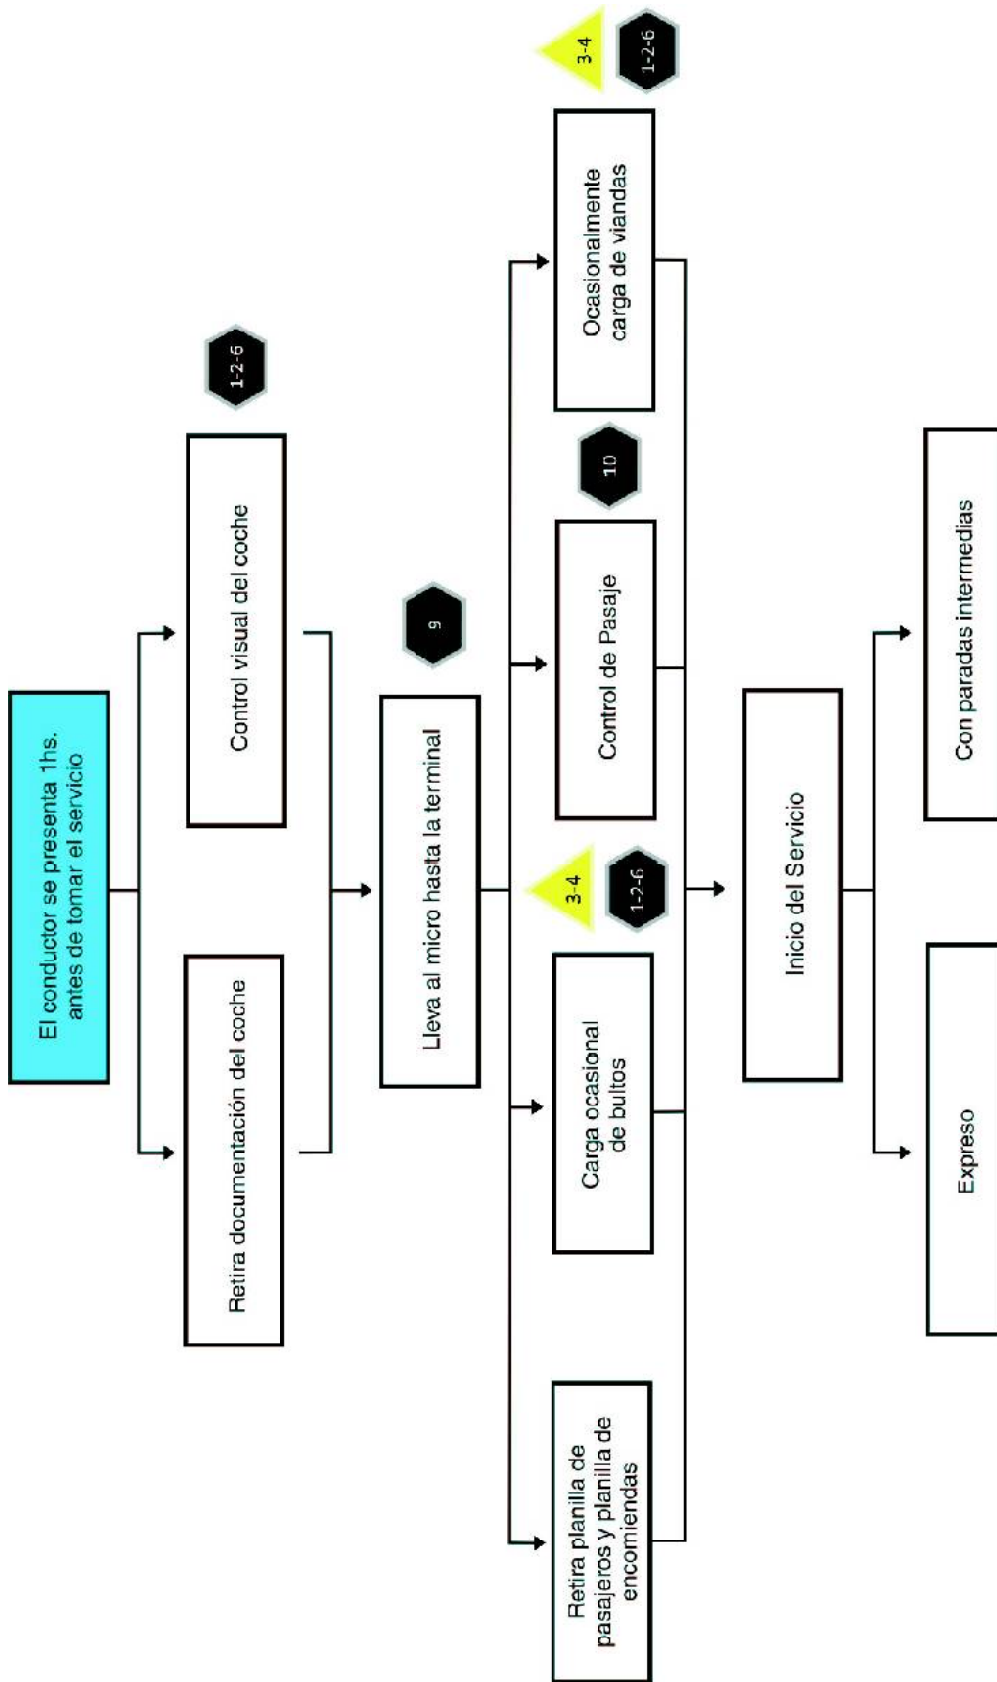 El conductor se presenta 1hs.
antes de tomar el servicio
Retira documentación del coche
Control visual del coche
1-2-6
Lleva al micro hasta la terminal
9
Retira planilla de
pasajeros y planilla de
encomiendas
Carga ocasional
de bultos
3-4
1-2-6
Control de Pasaje
10
Ocasionalmente
carga de viandas
3-4
1-2-6
Inicio del Servicio
Expreso
Con paradas intermedias